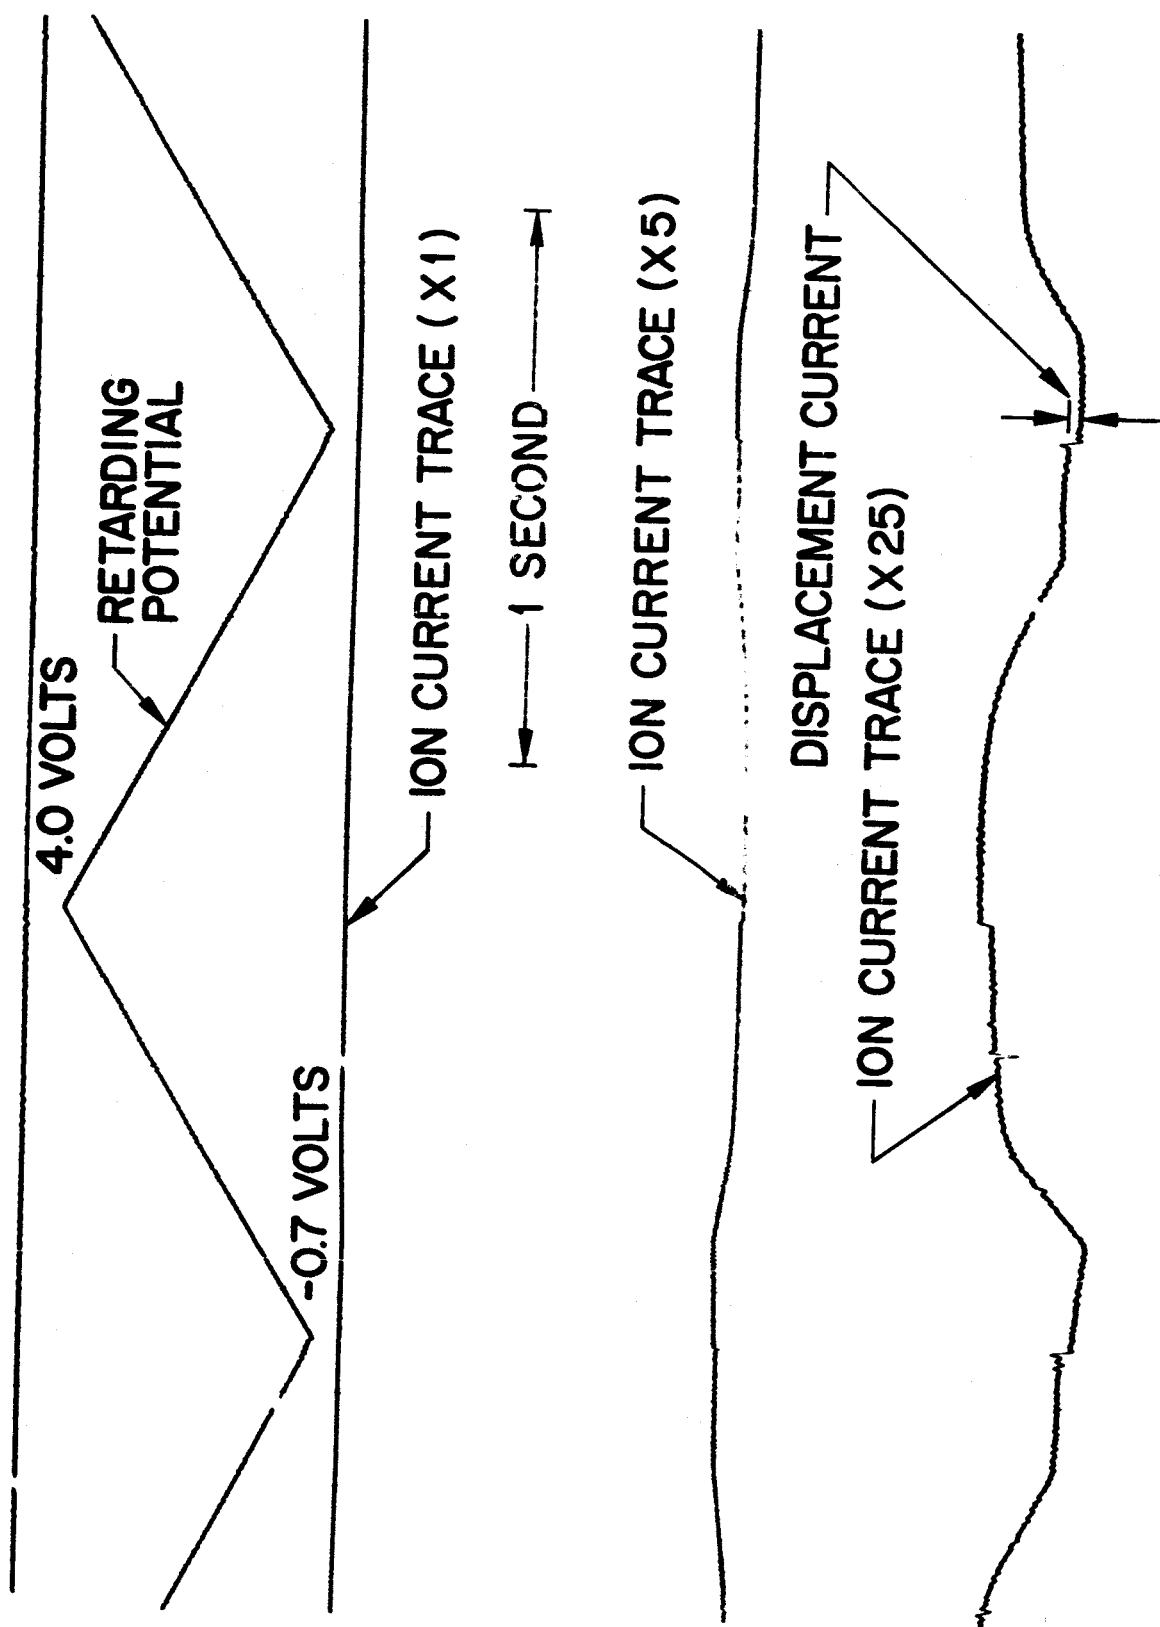 4.0 VOLTS
RETARDING
POTENTIAL
-0.7 VOLTS
ION CURRENT TRACE (X1)
1 SECOND
ION CURRENT TRACE (X5)
DISPLACEMENT CURRENT
ION CURRENT TRACE (X25)